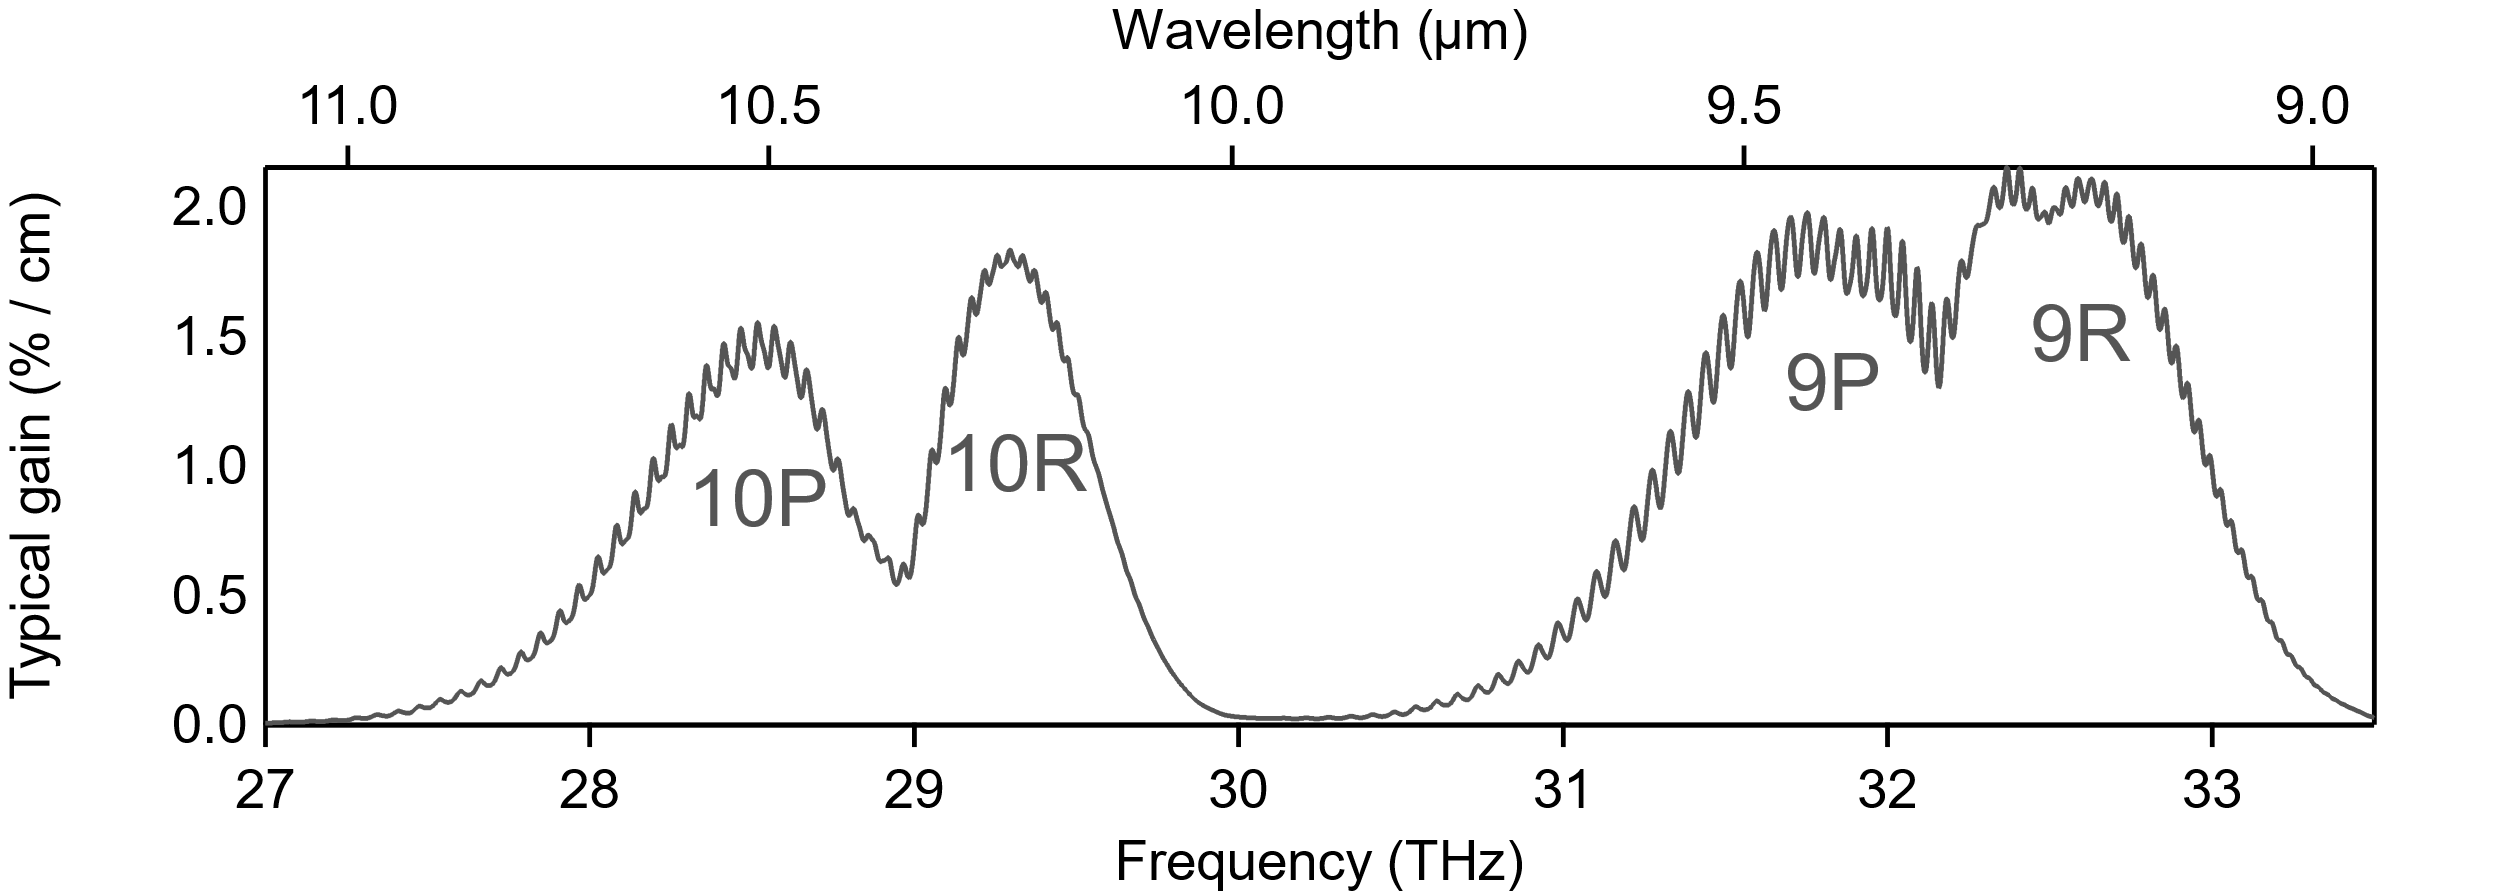 Wavelength (µm)
11.0 10.5 10.0 9.5 9.0
Typical gain (% / cm)
2.0
1.5
1.0
0.5
0.0
10P 10R 9P 9R
27 28 29 30 31 32 33
Frequency (THz)